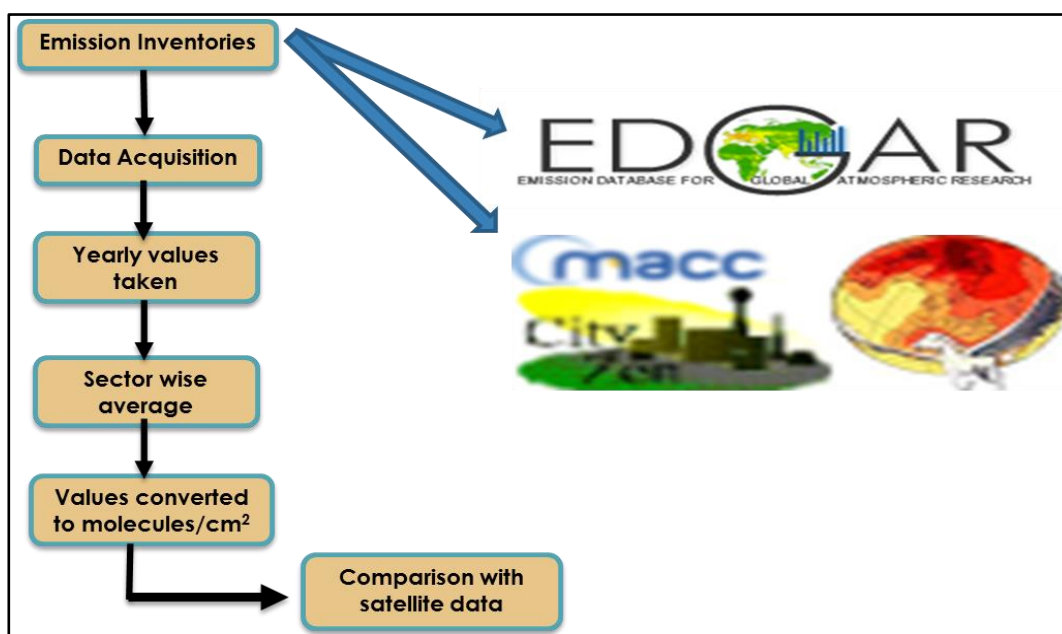 Emission Inventories
Data Acquisition
Yearly values
taken
Sector wise
average
Values converted
to molecules/cm²
Comparison with
satellite data
EDGAR
EMISSION DATABASE FOR GLOBAL ATMOSPHERIC RESEARCH
macc
City
Zen